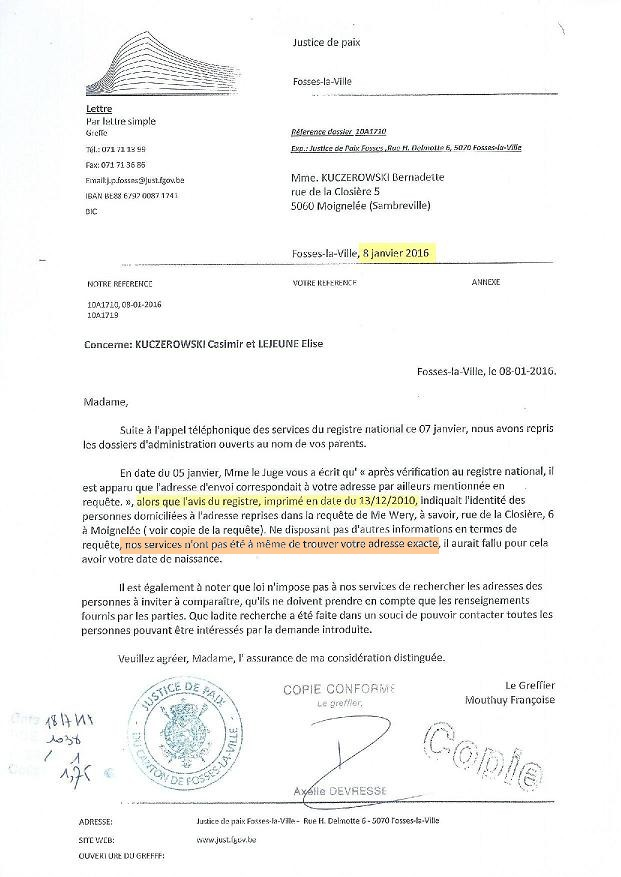 Justice de paix
Fosses-la-Ville
Lettre
Par lettre simple
Greffe
Tél.: 071 71 13 99
Fax: 071 71 36 86
Email:j.p.fosses@just.fgov.be
IBAN BE88 6792 0087 1741
BIC
Réference dossier 10A1710
Exp.: Justice de Paix Fosses ,Rue H. Delmotte 6, 5070 Fosses-la-Ville
Mme. KUCZEROWSKI Bernadette
rue de la Closière 5
5060 Moignelée (Sambreville)
Fosses-la-Ville, 8 janvier 2016
NOTRE REFERENCE VOTRE REFERENCE ANNEXE
10A1710, 08-01-2016
10A1719
Concerne: KUCZEROWSKI Casimir et LEJEUNE Elise
Fosses-la-Ville, le 08-01-2016.
Madame,
Suite à l'appel téléphonique des services du registre national ce 07 janvier, nous avons repris
les dossiers d'administration ouverts au nom de vos parents.
En date du 05 janvier, Mme le Juge vous a écrit qu' « après vérification au registre national, il
est apparu que l'adresse d'envoi correspondait à votre adresse par ailleurs mentionnée en
requête. », alors que l'avis du registre, imprimé en date du 13/12/2010, indiquait l'identité des
personnes domiciliées à l'adresse reprises dans la requête de Me Wery, à savoir, rue de la Closière, 6
à Moignelée ( voir copie de la requête). Ne disposant pas d'autres informations en termes de
requête, nos services n'ont pas été à même de trouver votre adresse exacte, il aurait fallu pour cela
avoir votre date de naissance.
Il est également à noter que loi n'impose pas à nos services de rechercher les adresses des
personnes à inviter à comparaître, qu'ils ne doivent prendre en compte que les renseignements
fournis par les parties. Que ladite recherche a été faite dans un souci de pouvoir contacter toutes les
personnes pouvant être intéressés par la demande introduite.
Veuillez agréer, Madame, l' assurance de ma considération distinguée.
Le Greffier
Mouthuy Françoise
COPIE CONFORME
Le greffier,
Axelle DEVRESSE
Copie
JUSTICE DE PAIX
DU CANTON DE FOSSES-LA-VILLE
1038
1
1,75 €
ADRESSE: Justice de paix Fosses-la-Ville - Rue H. Delmotte 6 - 5070 Fosses-la-Ville
SITE WEB: www.just.fgov.be
OUVERTURE DU GREFFE: